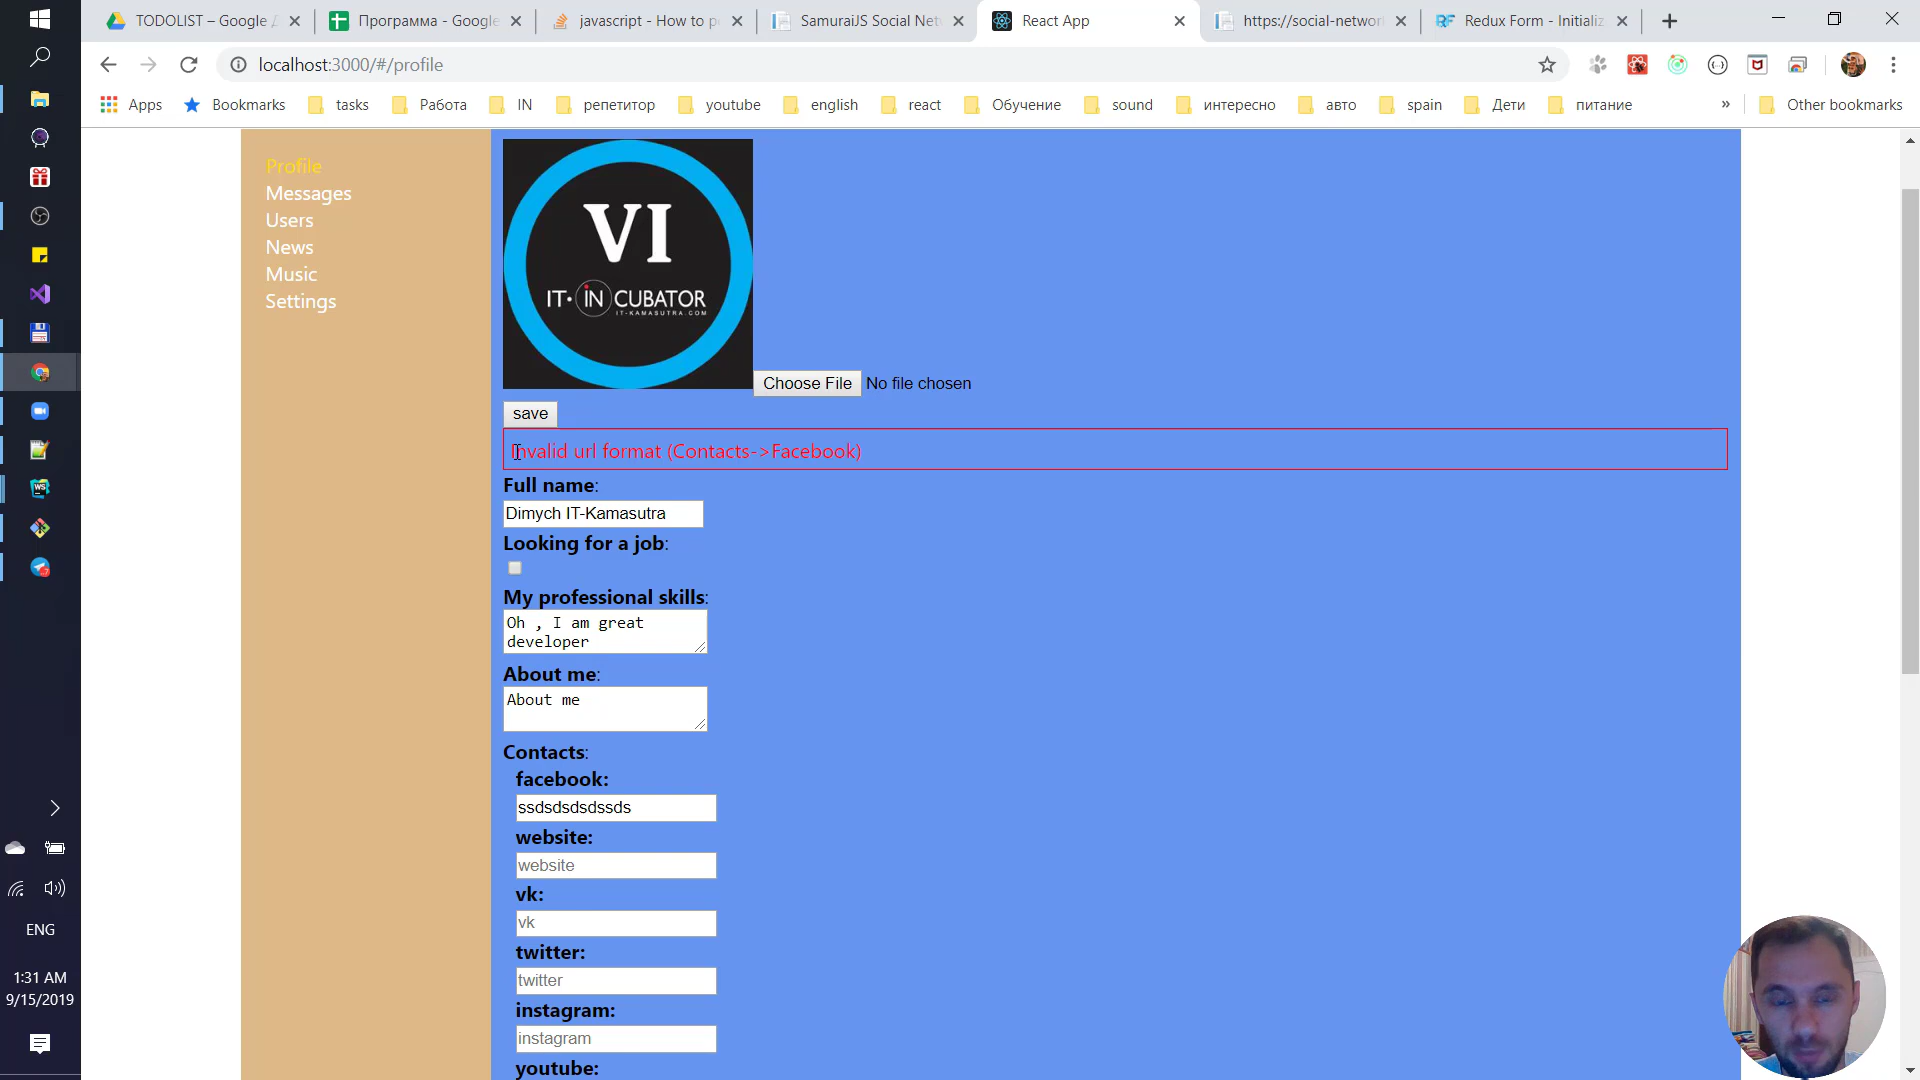 TODOLIST – Google Д
Программа - Google
javascript - How to p
SamuraiJS Social Net
React App
https://social-networ
Redux Form - Initializ
localhost:3000/#/profile
Apps
Bookmarks
tasks
Работа
IN
репетитор
youtube
english
react
Обучение
sound
интересно
авто
spain
Дети
питание
»
Other bookmarks
Profile
Messages
Users
News
Music
Settings
VI
IT·INCUBATOR
IT-KAMASUTRA.COM
Choose File No file chosen
save
Invalid url format (Contacts->Facebook)
Full name:
Dimych IT-Kamasutra
Looking for a job:
My professional skills:
Oh , I am great
developer
About me:
About me
Contacts:
facebook:
ssdsdsdsdssds
website:
website
vk:
vk
twitter:
twitter
instagram:
instagram
youtube:
ENG
1:31 AM
9/15/2019